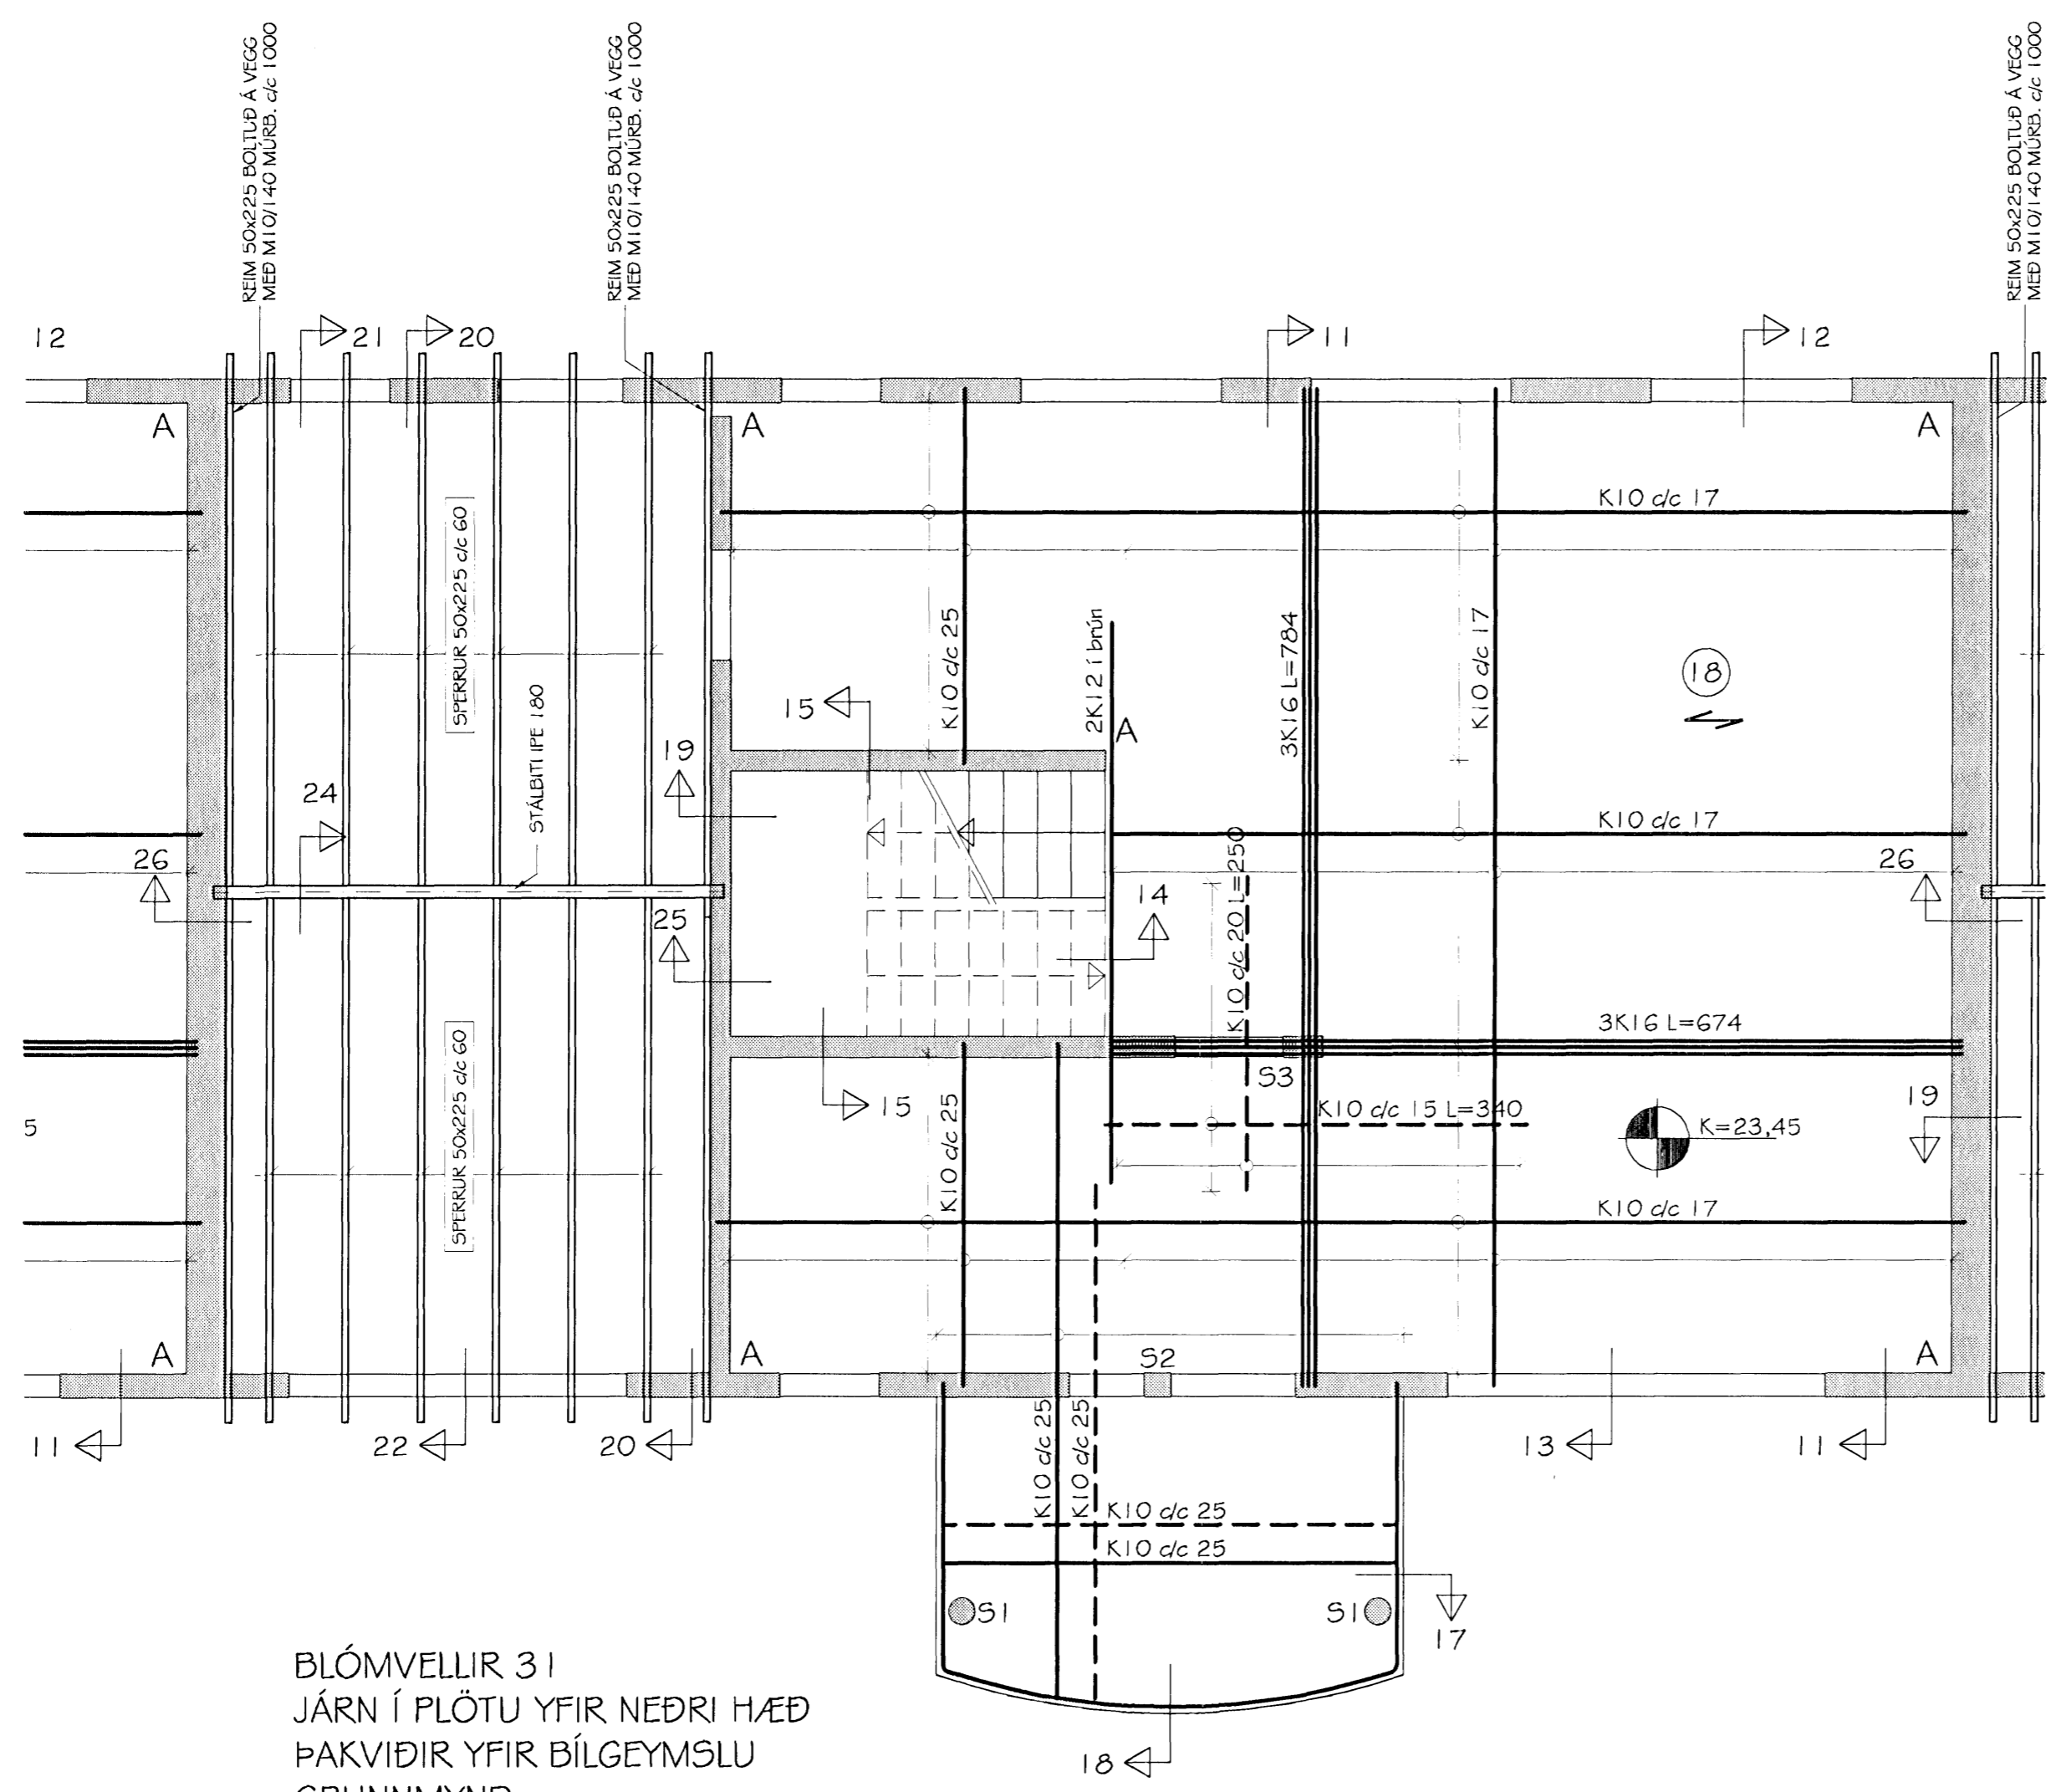 REIM 50x225 BOLTUÐ Á VEGG
MEÐ M10/140 MÚRB. c/c 1000
REIM 50x225 BOLTUÐ Á VEGG
MEÐ M10/140 MÚRB. c/c 1000
REIM 50x225 BOLTUÐ Á VEGG
MEÐ M10/140 MÚRB. c/c 1000
12
21
20
11
12
A
A
A
K10 c/c 17
SPERRUR 50x225 c/c 60
K10 c/c 25
2K12 í brún
3K16 L=784
K10 c/c 17
18
STÁLBITI IPE 180
15
A
19
24
K10 c/c 17
26
26
K10 c/c 20 L=250
14
25
3K16 L=674
S3
5
15
K10 c/c 15 L=340
K=23,45
19
SPERRUR 50x225 c/c 60
K10 c/c 25
K10 c/c 17
A
A
S2
A
11
22
20
K10 c/c 25
K10 c/c 25
13
11
K10 c/c 25
K10 c/c 25
S1
S1
17
18
BLÓMVELLIR 31
JÁRN Í PLÖTU YFIR NEÐRI HÆÐ
ÞAKVIÐIR YFIR BÍLGEYMSLU